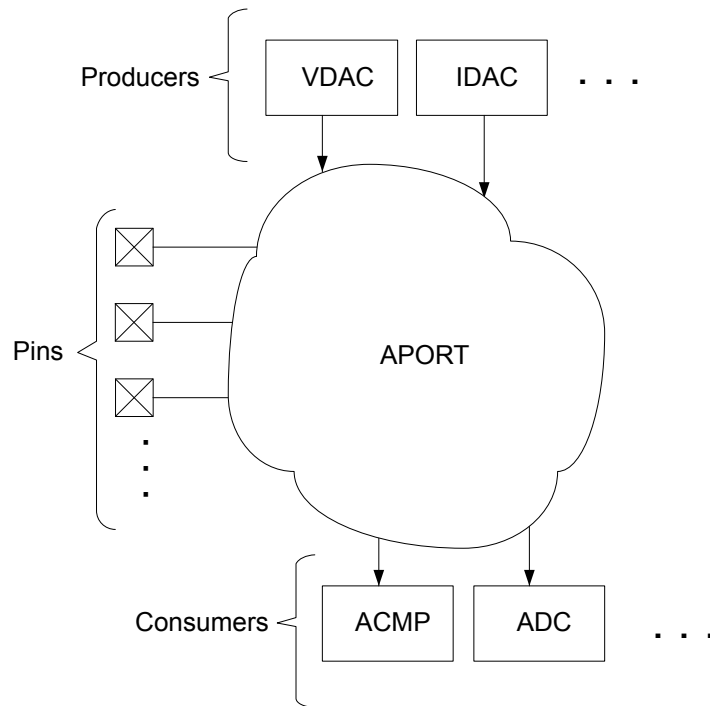 Producers
VDAC
IDAC
. . .
Pins
APORT
.
.
.
Consumers
ACMP
ADC
. . .